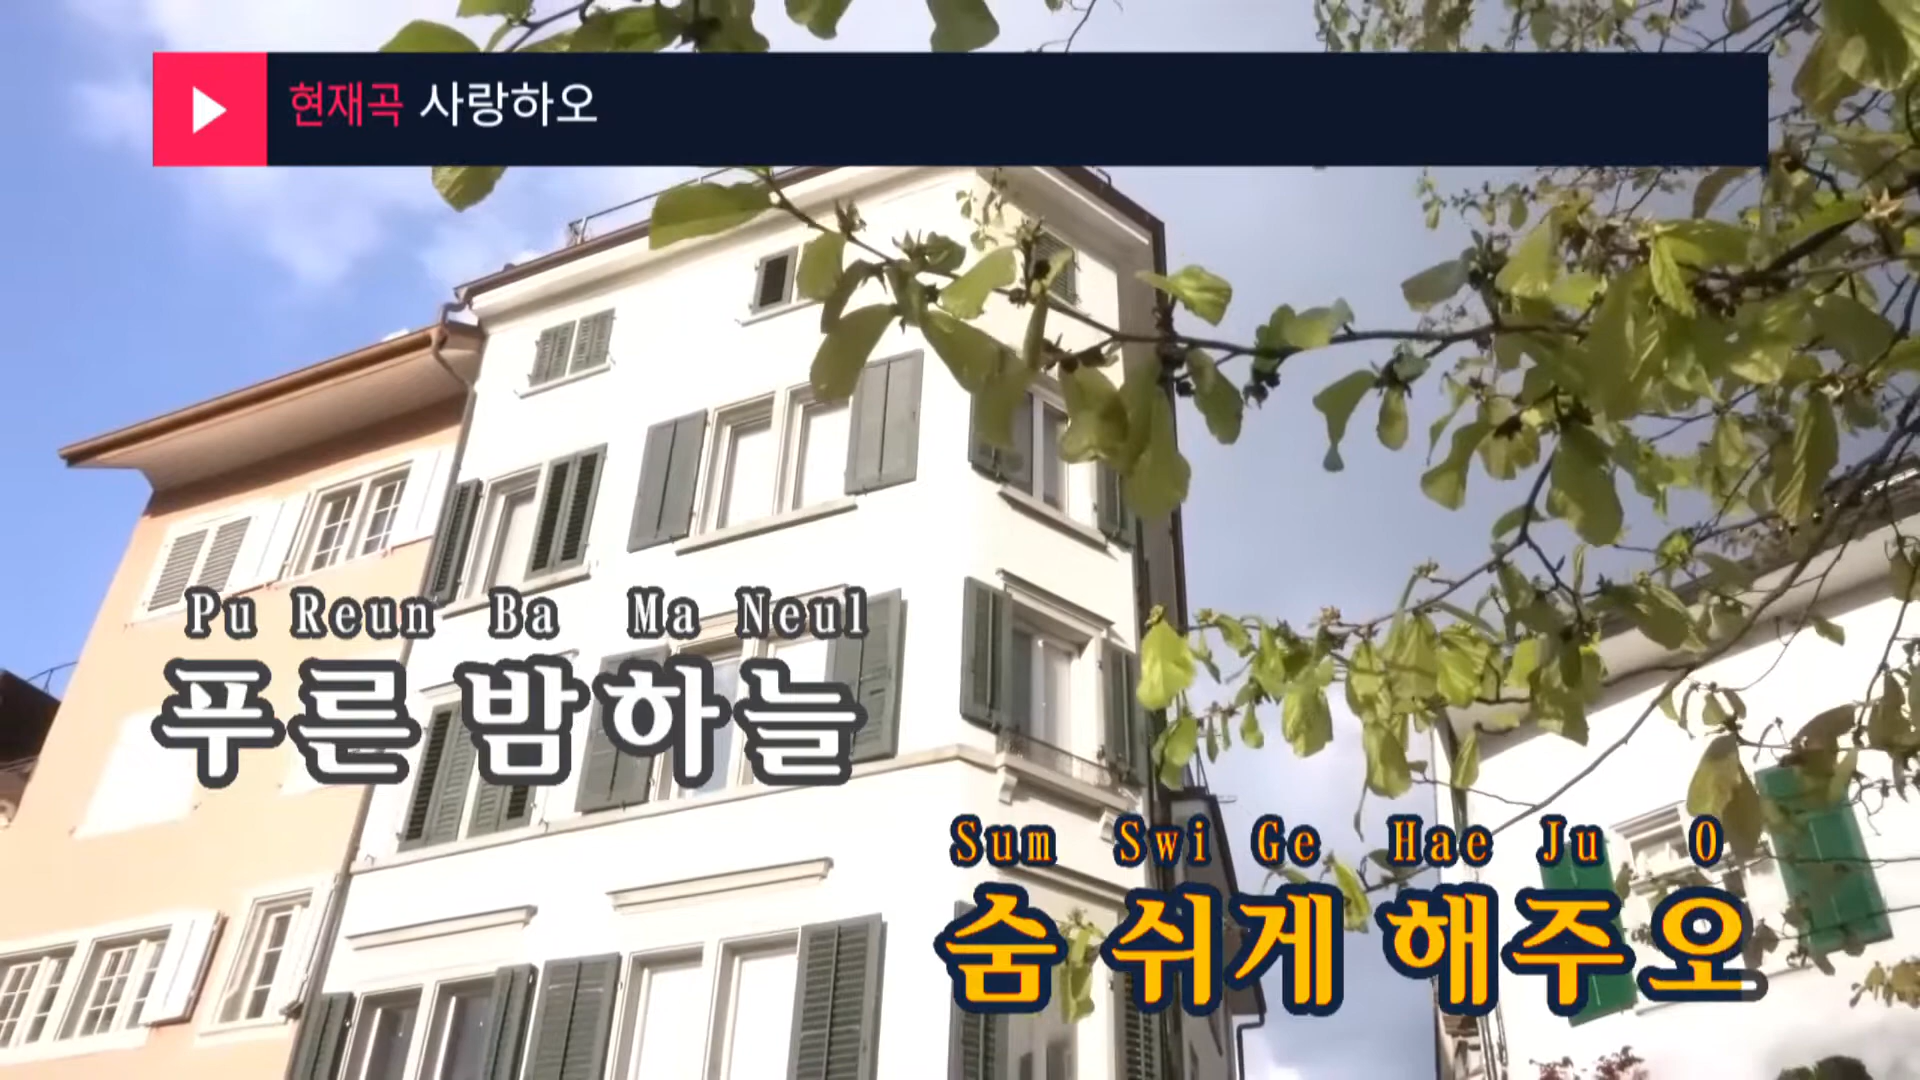 현재곡 사랑하오
Pu Reun Ba Ma Neul
푸른 밤하늘
Sum Swi Ge Hae Ju O
숨 쉬게 해주오